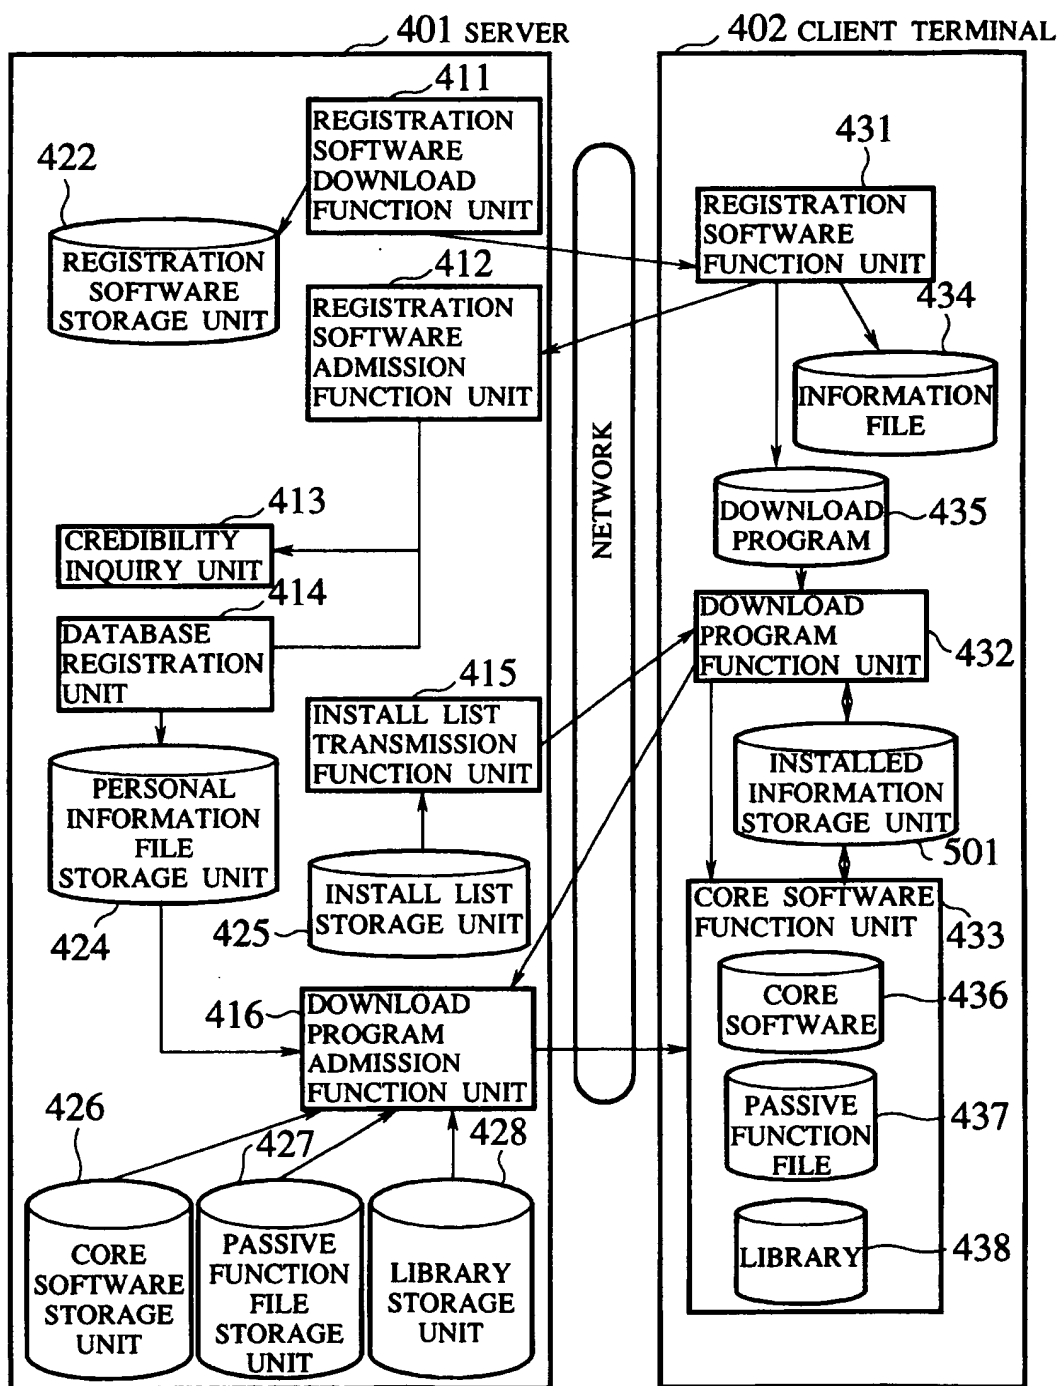 401 SERVER
402 CLIENT TERMINAL
411
REGISTRATION
SOFTWARE
DOWNLOAD
FUNCTION UNIT
422
REGISTRATION
SOFTWARE
STORAGE UNIT
431
REGISTRATION
SOFTWARE
FUNCTION UNIT
412
REGISTRATION
SOFTWARE
ADMISSION
FUNCTION UNIT
434
INFORMATION
FILE
NETWORK
413
CREDIBILITY
INQUIRY UNIT
DOWNLOAD
PROGRAM
435
414
DATABASE
REGISTRATION
UNIT
DOWNLOAD
PROGRAM
FUNCTION UNIT
432
415
INSTALL LIST
TRANSMISSION
FUNCTION UNIT
PERSONAL
INFORMATION
FILE
STORAGE UNIT
424
INSTALLED
INFORMATION
STORAGE UNIT
501
INSTALL LIST
STORAGE UNIT
425
CORE SOFTWARE
FUNCTION UNIT
433
416
DOWNLOAD
PROGRAM
ADMISSION
FUNCTION UNIT
CORE
SOFTWARE
436
PASSIVE
FUNCTION
FILE
437
LIBRARY
438
426
427
428
CORE
SOFTWARE
STORAGE
UNIT
PASSIVE
FUNCTION
FILE
STORAGE
UNIT
LIBRARY
STORAGE
UNIT